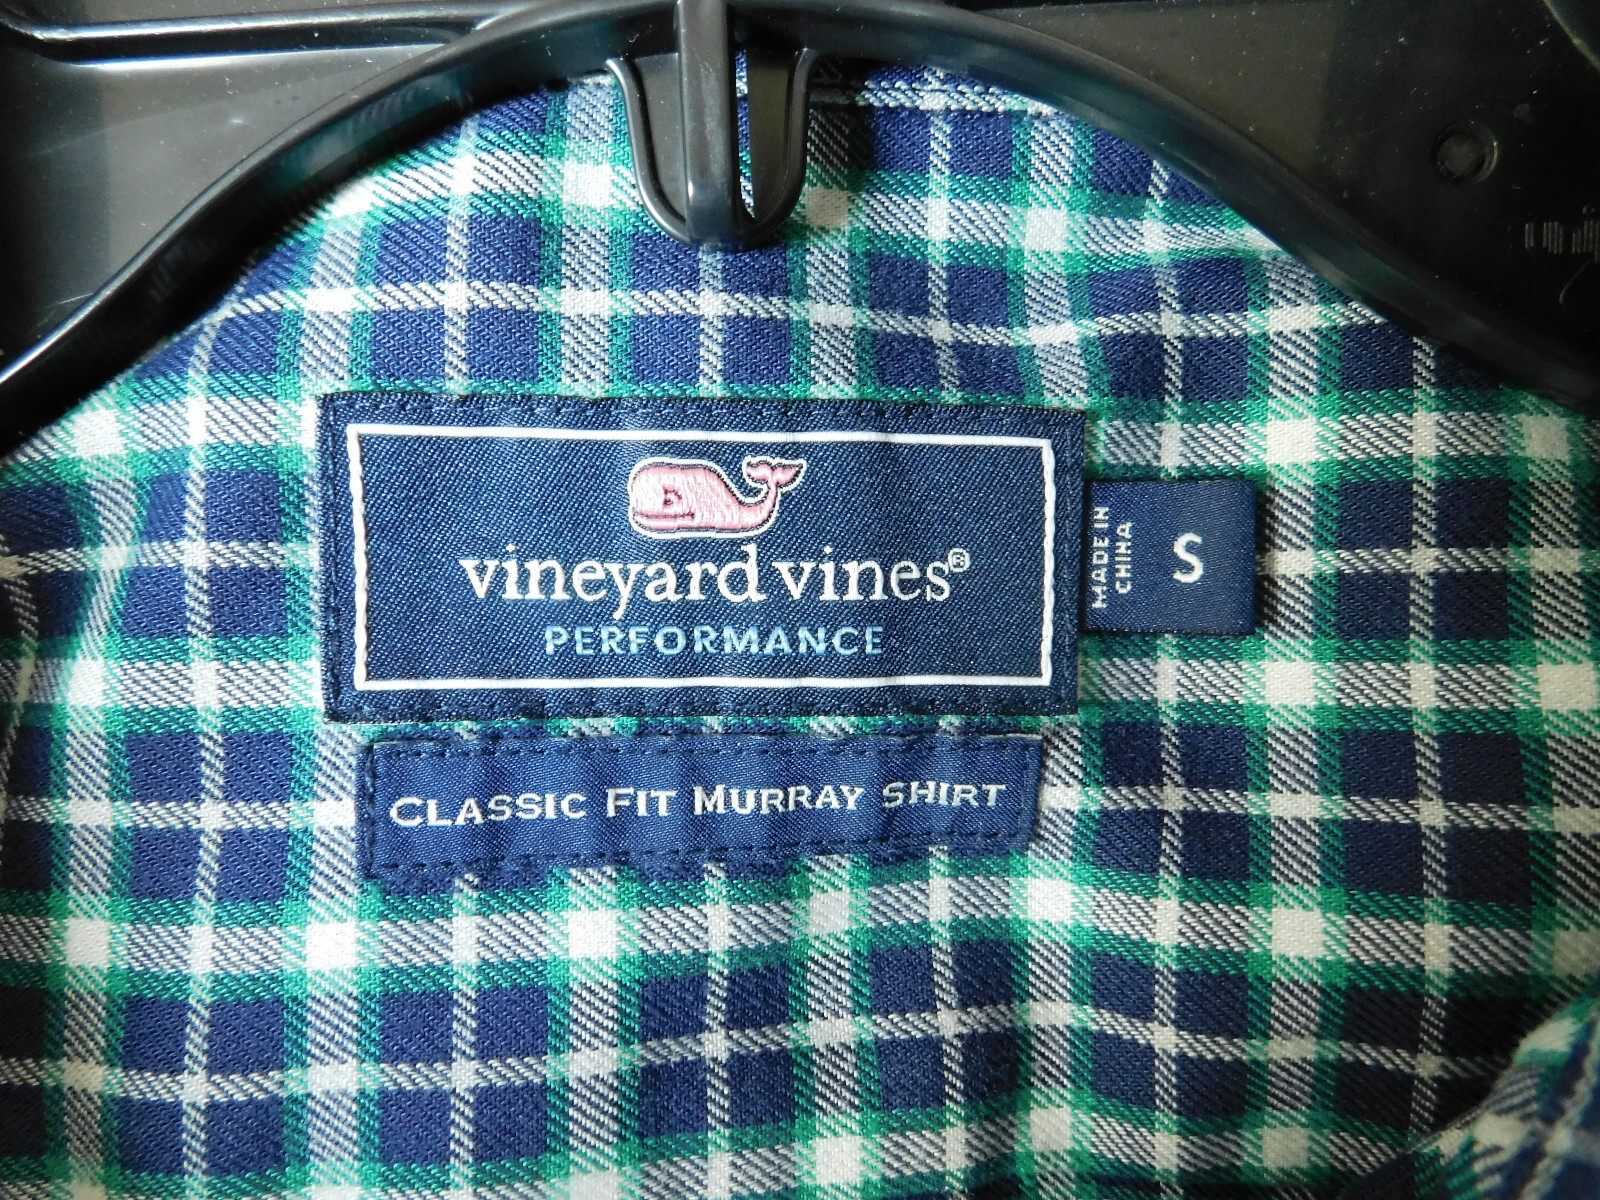 E
vineyard vines®
PERFORMANCE
MADE IN
CHINA
S
CLASSIC FIT MURRAY SHIRT